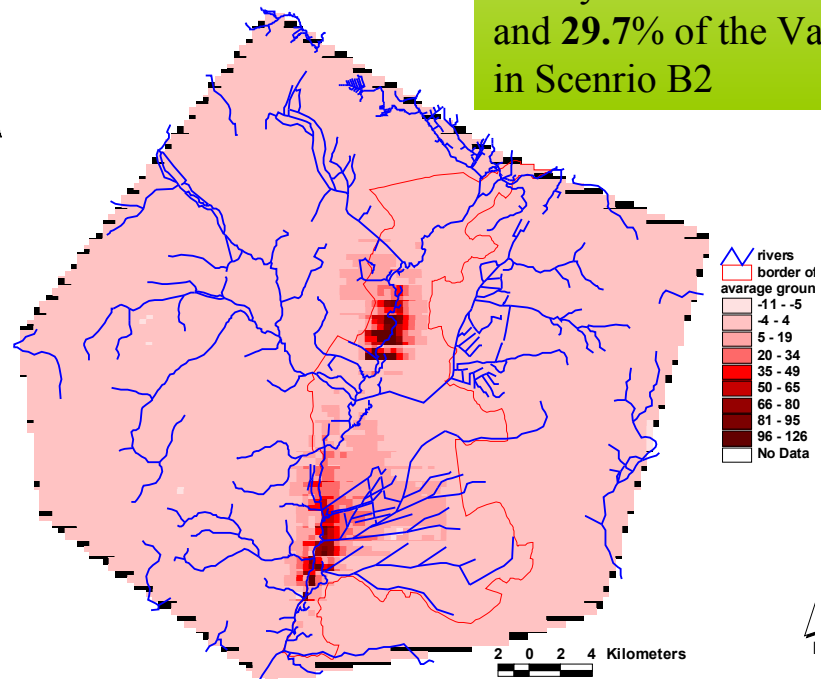 and 29.7% of the Va
in Scenrio B2
rivers
border of
avarage groun
-11 - -5
-4 - 4
5 - 19
20 - 34
35 - 49
50 - 65
66 - 80
81 - 95
96 - 126
No Data
2 0 2 4 Kilometers